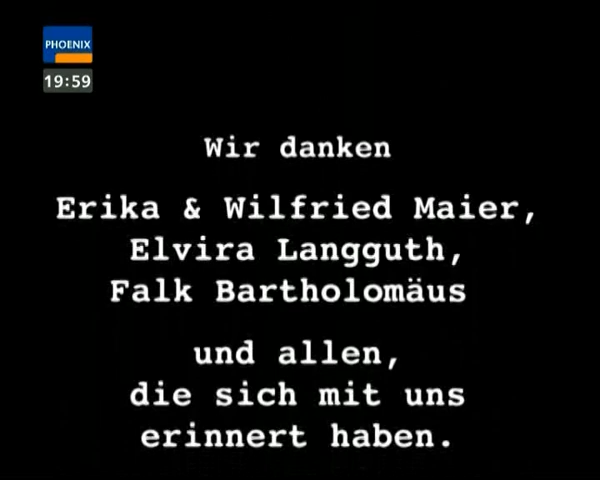 PHOENIX
19:59
Wir danken
Erika & Wilfried Maier,
Elvira Langguth,
Falk Bartholomäus
und allen,
die sich mit uns
erinnert haben.